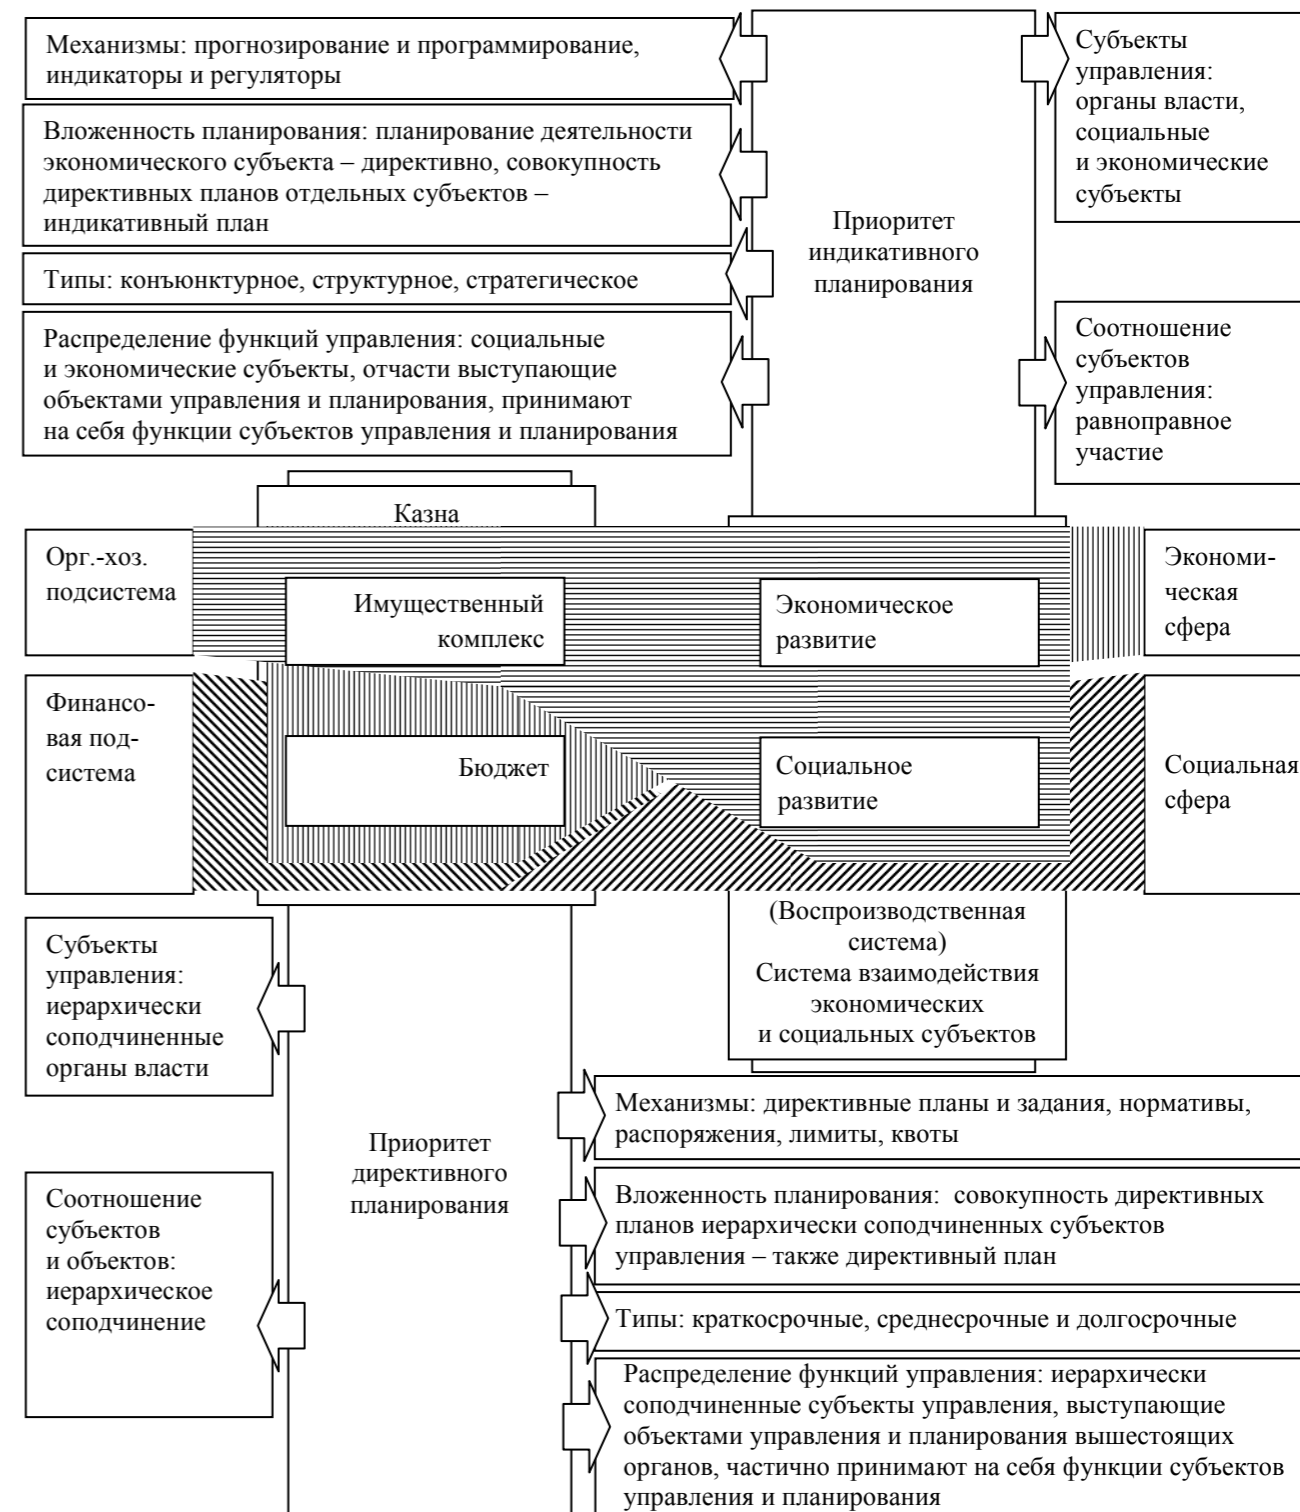 Механизмы: прогнозирование и программирование,
индикаторы и регуляторы
Вложенность планирования: планирование деятельности
экономического субъекта – директивно, совокупность
директивных планов отдельных субъектов –
индикативный план
Типы: конъюнктурное, структурное, стратегическое
Распределение функций управления: социальные
и экономические субъекты, отчасти выступающие
объектами управления и планирования, принимают
на себя функции субъектов управления и планирования
Приоритет
индикативного
планирования
Субъекты
управления:
органы власти,
социальные
и экономические
субъекты
Соотношение
субъектов
управления:
равноправное
участие
Казна
Орг.-хоз.
подсистема
Имущественный
комплекс
Экономическое
развитие
Экономи-
ческая
сфера
Финансо-
вая под-
система
Бюджет
Социальное
развитие
Социальная
сфера
(Воспроизводственная
система)
Система взаимодействия
экономических
и социальных субъектов
Субъекты
управления:
иерархически
соподчиненные
органы власти
Соотношение
субъектов
и объектов:
иерархическое
соподчинение
Приоритет
директивного
планирования
Механизмы: директивные планы и задания, нормативы,
распоряжения, лимиты, квоты
Вложенность планирования:  совокупность директивных
планов иерархически соподчиненных субъектов
управления – также директивный план
Типы: краткосрочные, среднесрочные и долгосрочные
Распределение функций управления: иерархически
соподчиненные субъекты управления, выступающие
объектами управления и планирования вышестоящих
органов, частично принимают на себя функции субъектов
управления и планирования